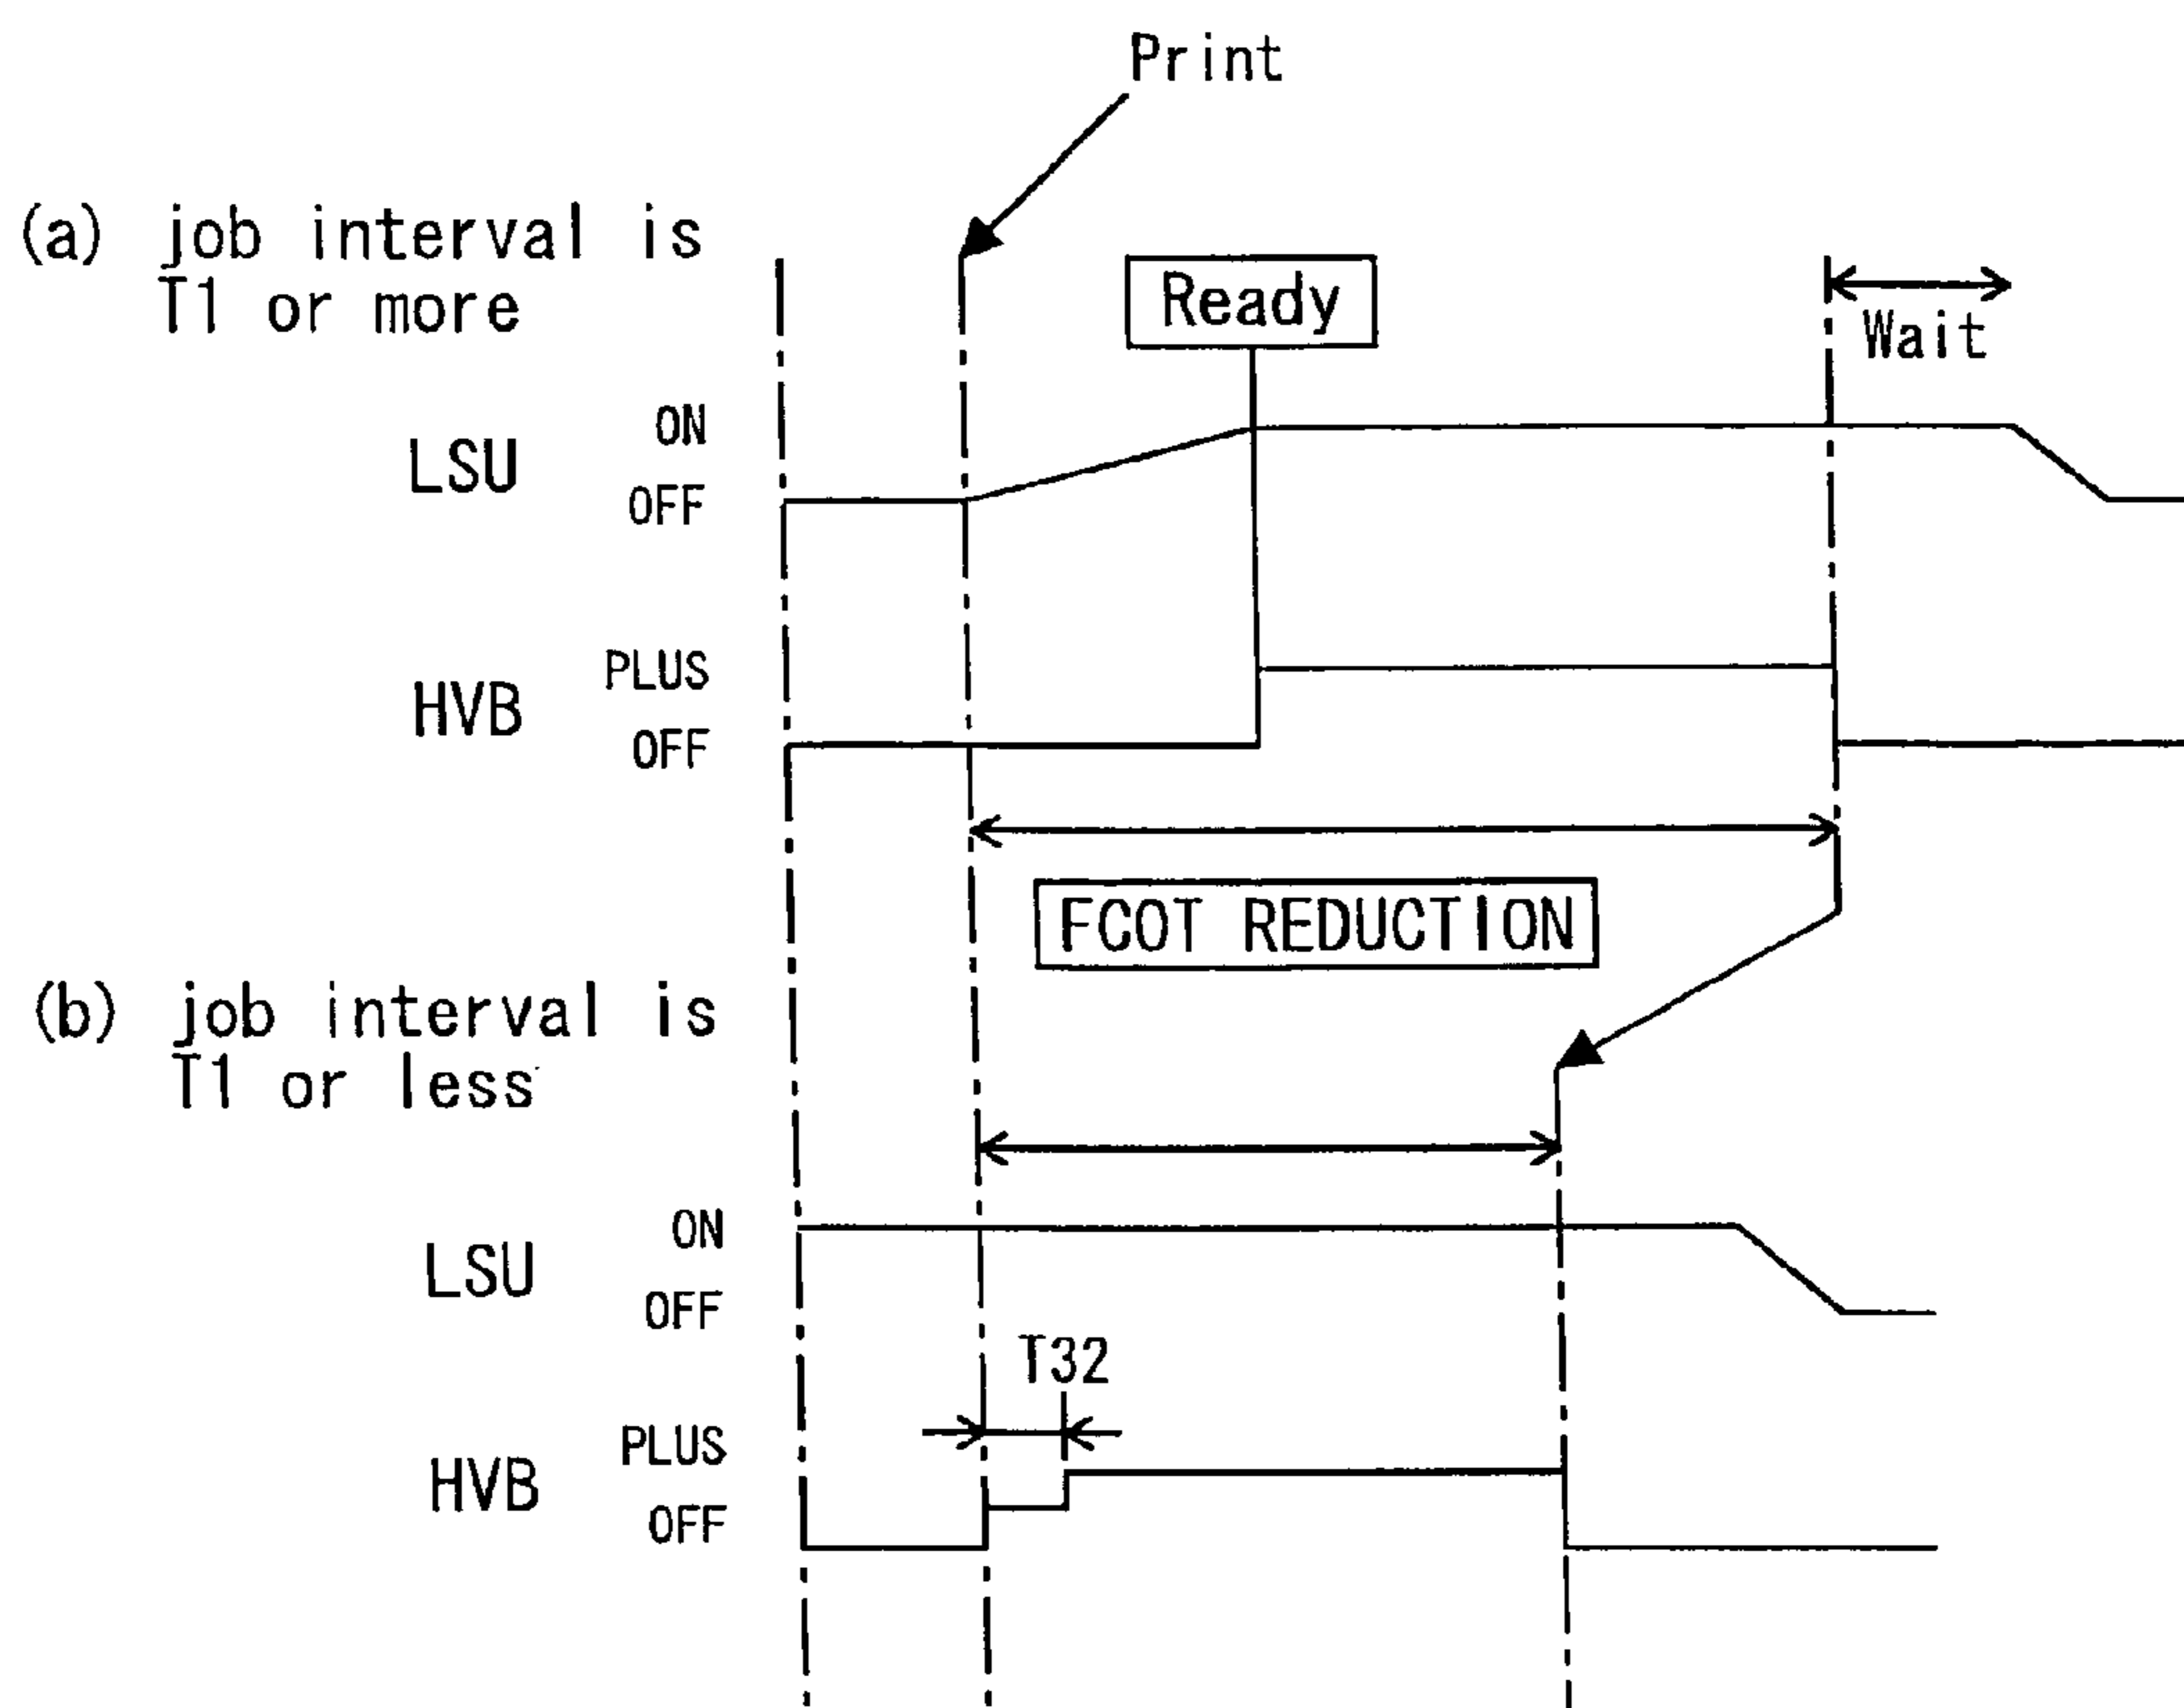 Print
(a) job interval is
T1 or more
Ready
Wait
ON
LSU
OFF
PLUS
HVB
OFF
FCOT REDUCTION
(b) job interval is
T1 or less
ON
LSU
OFF
T32
PLUS
HVB
OFF